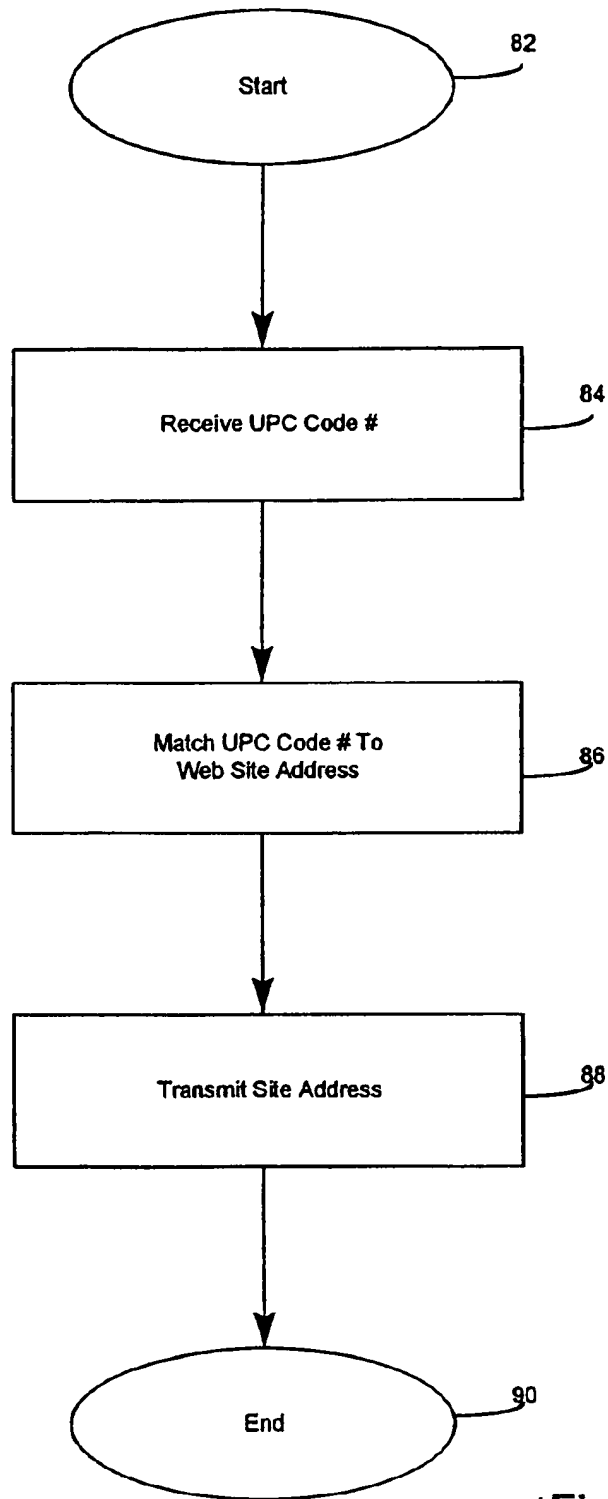 Start
82
Receive UPC Code #
84
Match UPC Code # To
Web Site Address
86
Transmit Site Address
88
End
90